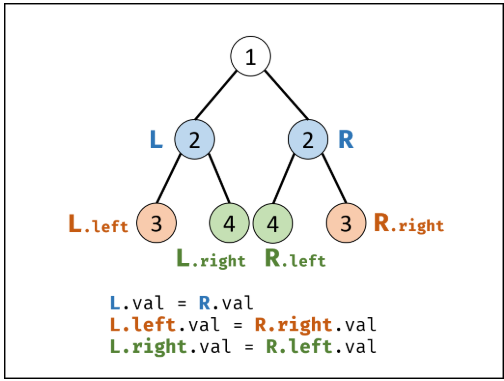 1
L 2 2 R
L.left 3 4 4 3 R.right
L.right R.left
L.val = R.val
L.left.val = R.right.val
L.right.val = R.left.val